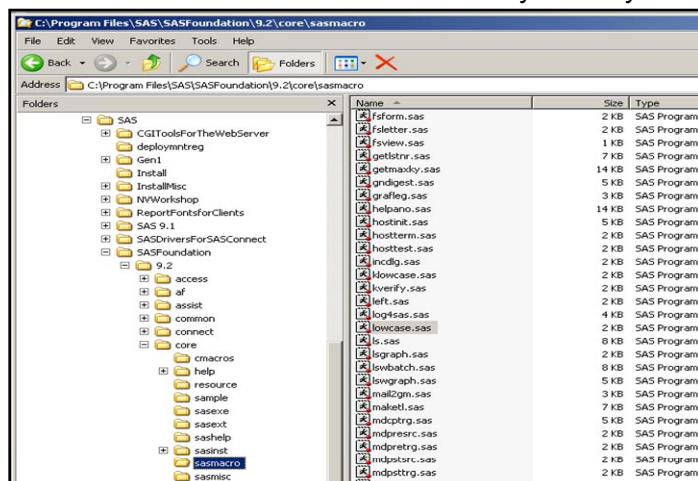 C:\Program Files\SAS\SASFoundation\9.2\core\sasmacro
File Edit View Favorites Tools Help
Back Search Folders
Address C:\Program Files\SAS\SASFoundation\9.2\core\sasmacro
Folders
SAS
CGIToolsForTheWebServer
deploymntreg
Gen1
Install
InstallMisc
NVWorkshop
ReportFontsforClients
SAS 9.1
SASDriversForSASConnect
SASFoundation
9.2
access
af
assist
common
connect
core
cmacros
help
resource
sample
sasexe
sasext
sashelp
sasinst
sasmacro
sasmisc
Name Size Type
fsform.sas 2 KB SAS Program
fsletter.sas 2 KB SAS Program
fsview.sas 1 KB SAS Program
getlstnr.sas 7 KB SAS Program
getmaxky.sas 14 KB SAS Program
gndigest.sas 5 KB SAS Program
grafleg.sas 3 KB SAS Program
helpano.sas 14 KB SAS Program
hostinit.sas 5 KB SAS Program
hostterm.sas 2 KB SAS Program
hosttest.sas 2 KB SAS Program
incdlg.sas 2 KB SAS Program
klowcase.sas 2 KB SAS Program
kverify.sas 2 KB SAS Program
left.sas 2 KB SAS Program
log4sas.sas 4 KB SAS Program
lowcase.sas 2 KB SAS Program
ls.sas 8 KB SAS Program
lsgraph.sas 2 KB SAS Program
lswbatch.sas 8 KB SAS Program
lswgraph.sas 5 KB SAS Program
mail2gm.sas 3 KB SAS Program
maketl.sas 7 KB SAS Program
mdcptrg.sas 5 KB SAS Program
mdpresrc.sas 2 KB SAS Program
mdpretrg.sas 2 KB SAS Program
mdpstsrc.sas 2 KB SAS Program
mdpsttrg.sas 2 KB SAS Program